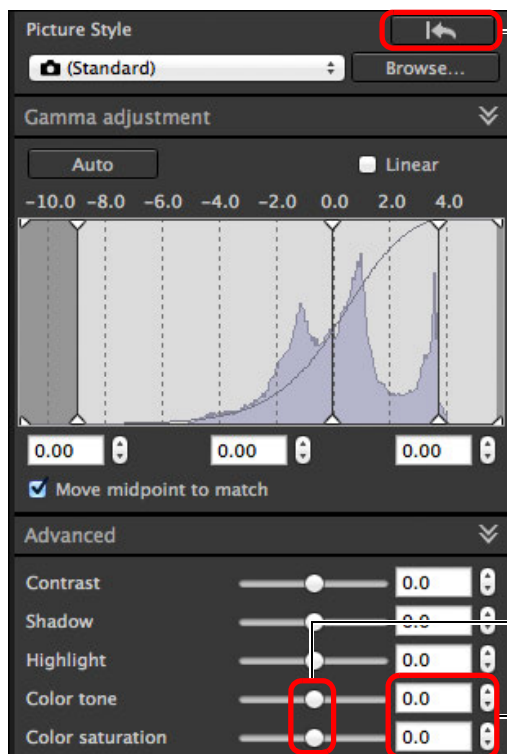 Picture Style
(Standard) Browse...
Gamma adjustment
Auto Linear
-10.0 -8.0 -6.0 -4.0 -2.0 0.0 2.0 4.0
0.00 0.00 0.00
Move midpoint to match
Advanced
Contrast 0.0
Shadow 0.0
Highlight 0.0
Color tone 0.0
Color saturation 0.0